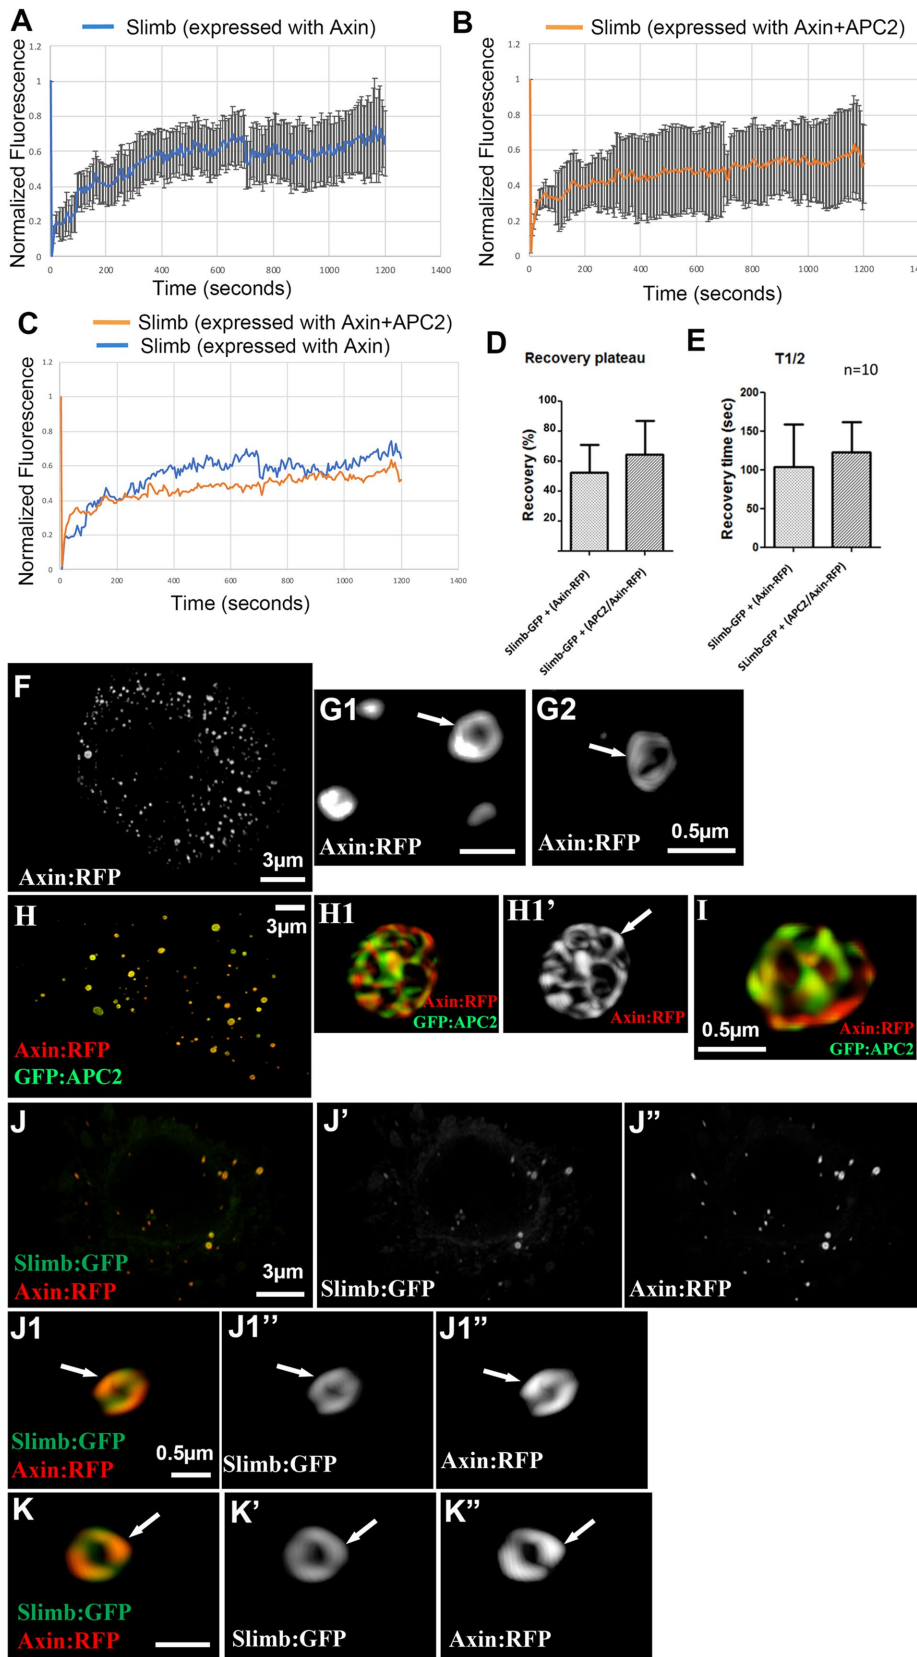 A
Slimb (expressed with Axin)
Normalized Fluorescence
1.2
1
0.8
0.6
0.4
0.2
0
0
200
400
600
800
1000
1200
1400
Time (seconds)
B
Slimb (expressed with Axin+APC2)
Normalized Fluorescence
1.2
1
0.8
0.6
0.4
0.2
0
0
200
400
600
800
1000
1200
1400
Time (seconds)
C
Slimb (expressed with Axin+APC2)
Slimb (expressed with Axin)
Normalized Fluorescence
1.2
1
0.8
0.6
0.4
0.2
0
0
200
400
600
800
1000
1200
1400
Time (seconds)
D
Recovery plateau
Recovery (%)
100
80
60
40
20
Slimb-GFP + (Axin-RFP)
Slimb-GFP + (APC2/Axin-RFP)
E
T1/2
n=10
Recovery time (sec)
200
150
100
50
0
Slimb-GFP + (Axin-RFP)
SLimb-GFP + (APC2/Axin-RFP)
F
Axin:RFP
3µm
G1
Axin:RFP
G2
Axin:RFP
0.5µm
H
3µm
Axin:RFP
GFP:APC2
H1
Axin:RFP
GFP:APC2
H1'
Axin:RFP
I
0.5µm
Axin:RFP
GFP:APC2
J
Slimb:GFP
Axin:RFP
3µm
J'
Slimb:GFP
J"
Axin:RFP
J1
Slimb:GFP
Axin:RFP
0.5µm
J1''
Slimb:GFP
J1"
Axin:RFP
K
Slimb:GFP
Axin:RFP
K'
Slimb:GFP
K"
Axin:RFP